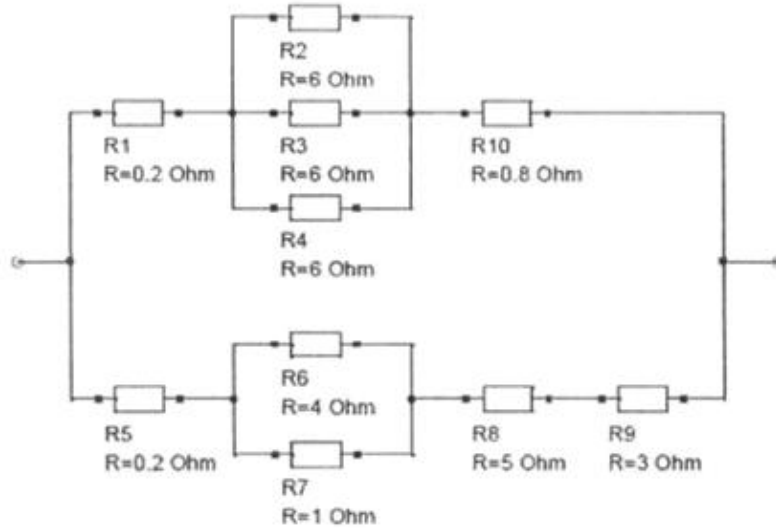 R2
R=6 Ohm
R1
R=0.2 Ohm
R3
R=6 Ohm
R10
R=0.8 Ohm
R4
R=6 Ohm
R5
R=0.2 Ohm
R6
R=4 Ohm
R8
R=5 Ohm
R9
R=3 Ohm
R7
R=1 Ohm